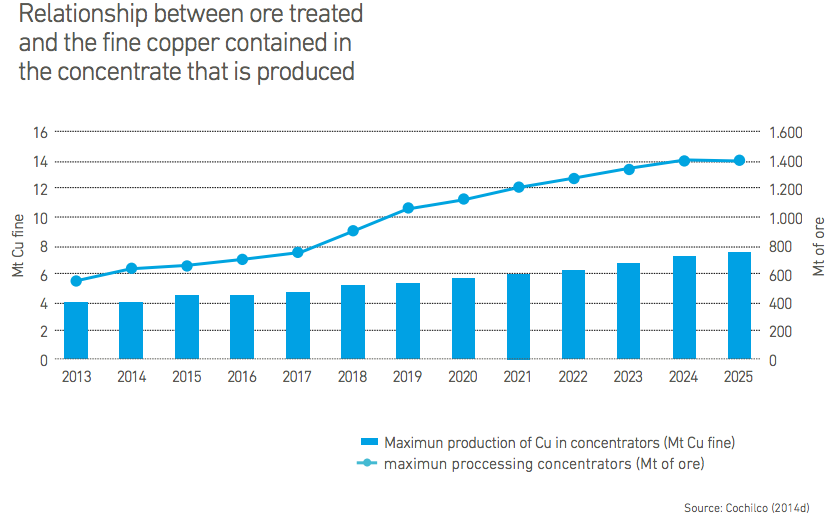 Relationship between ore treated
and the fine copper contained in
the concentrate that is produced
16 1.600
14 1.400
12 1.200
10 1.000
8 800
6 600
4 400
2 200
0 0
Mt Cu fine
Mt of ore
2013 2014 2015 2016 2017 2018 2019 2020 2021 2022 2023 2024 2025
Maximun production of Cu in concentrators (Mt Cu fine)
maximun proccessing concentrators (Mt of ore)
Source: Cochilco (2014d)